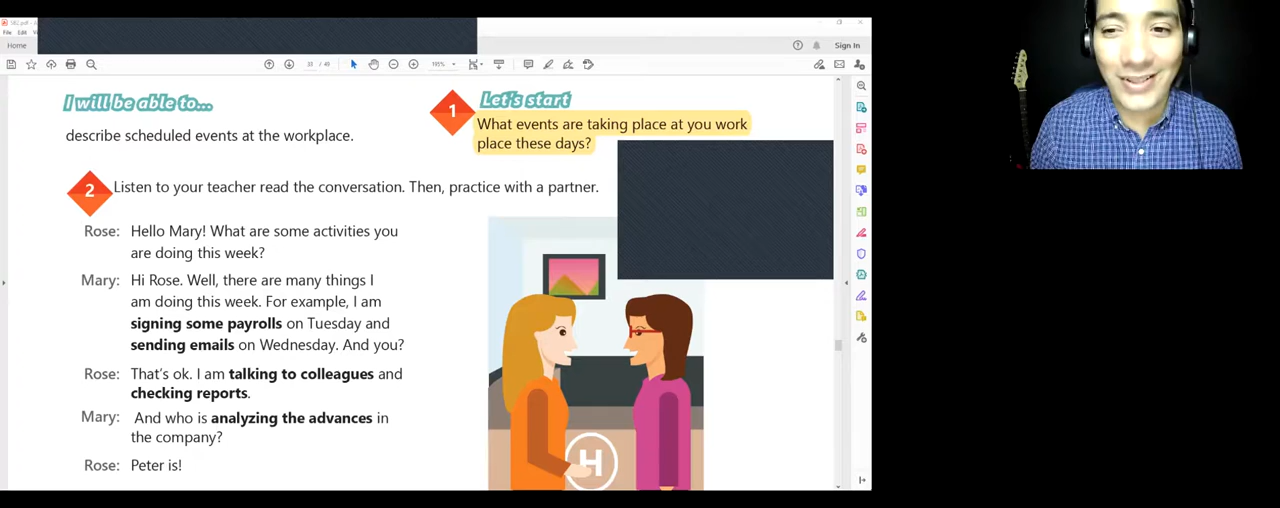 SBLC.pdf - A
File Edit
Home
Sign In
33 / 49
195%
I will be able to...
describe scheduled events at the workplace.
1
Let's start
What events are taking place at you work
place these days?
2
Listen to your teacher read the conversation. Then, practice with a partner.
Rose: Hello Mary! What are some activities you
are doing this week?
Mary: Hi Rose. Well, there are many things I
am doing this week. For example, I am
signing some payrolls on Tuesday and
sending emails on Wednesday. And you?
Rose: That's ok. I am talking to colleagues and
checking reports.
Mary: And who is analyzing the advances in
the company?
Rose: Peter is!
H